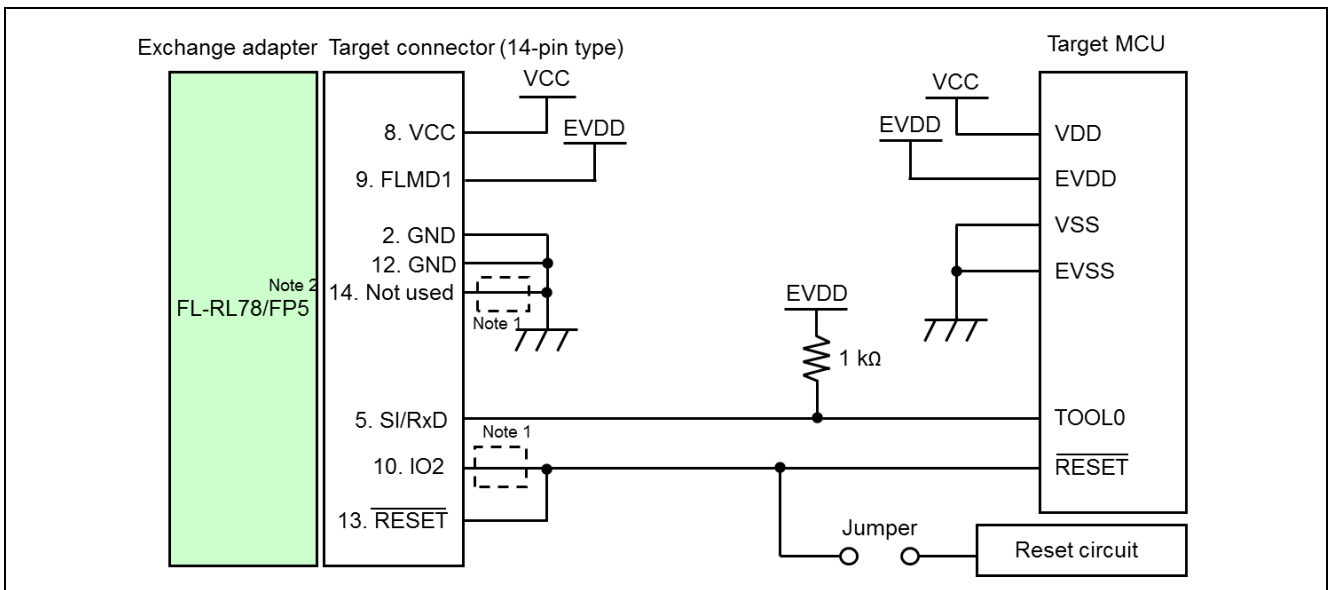 Exchange adapter Target connector (14-pin type)
Target MCU
VCC
VCC
8. VCC
EVDD
EVDD
VDD
9. FLMD1
EVDD
2. GND
VSS
12. GND
EVSS
Note 2
14. Not used
EVDD
FL-RL78/FP5
Note 1
1 kΩ
5. SI/RxD
TOOL0
Note 1
10. IO2
RESET
13. RESET
Jumper
Reset circuit